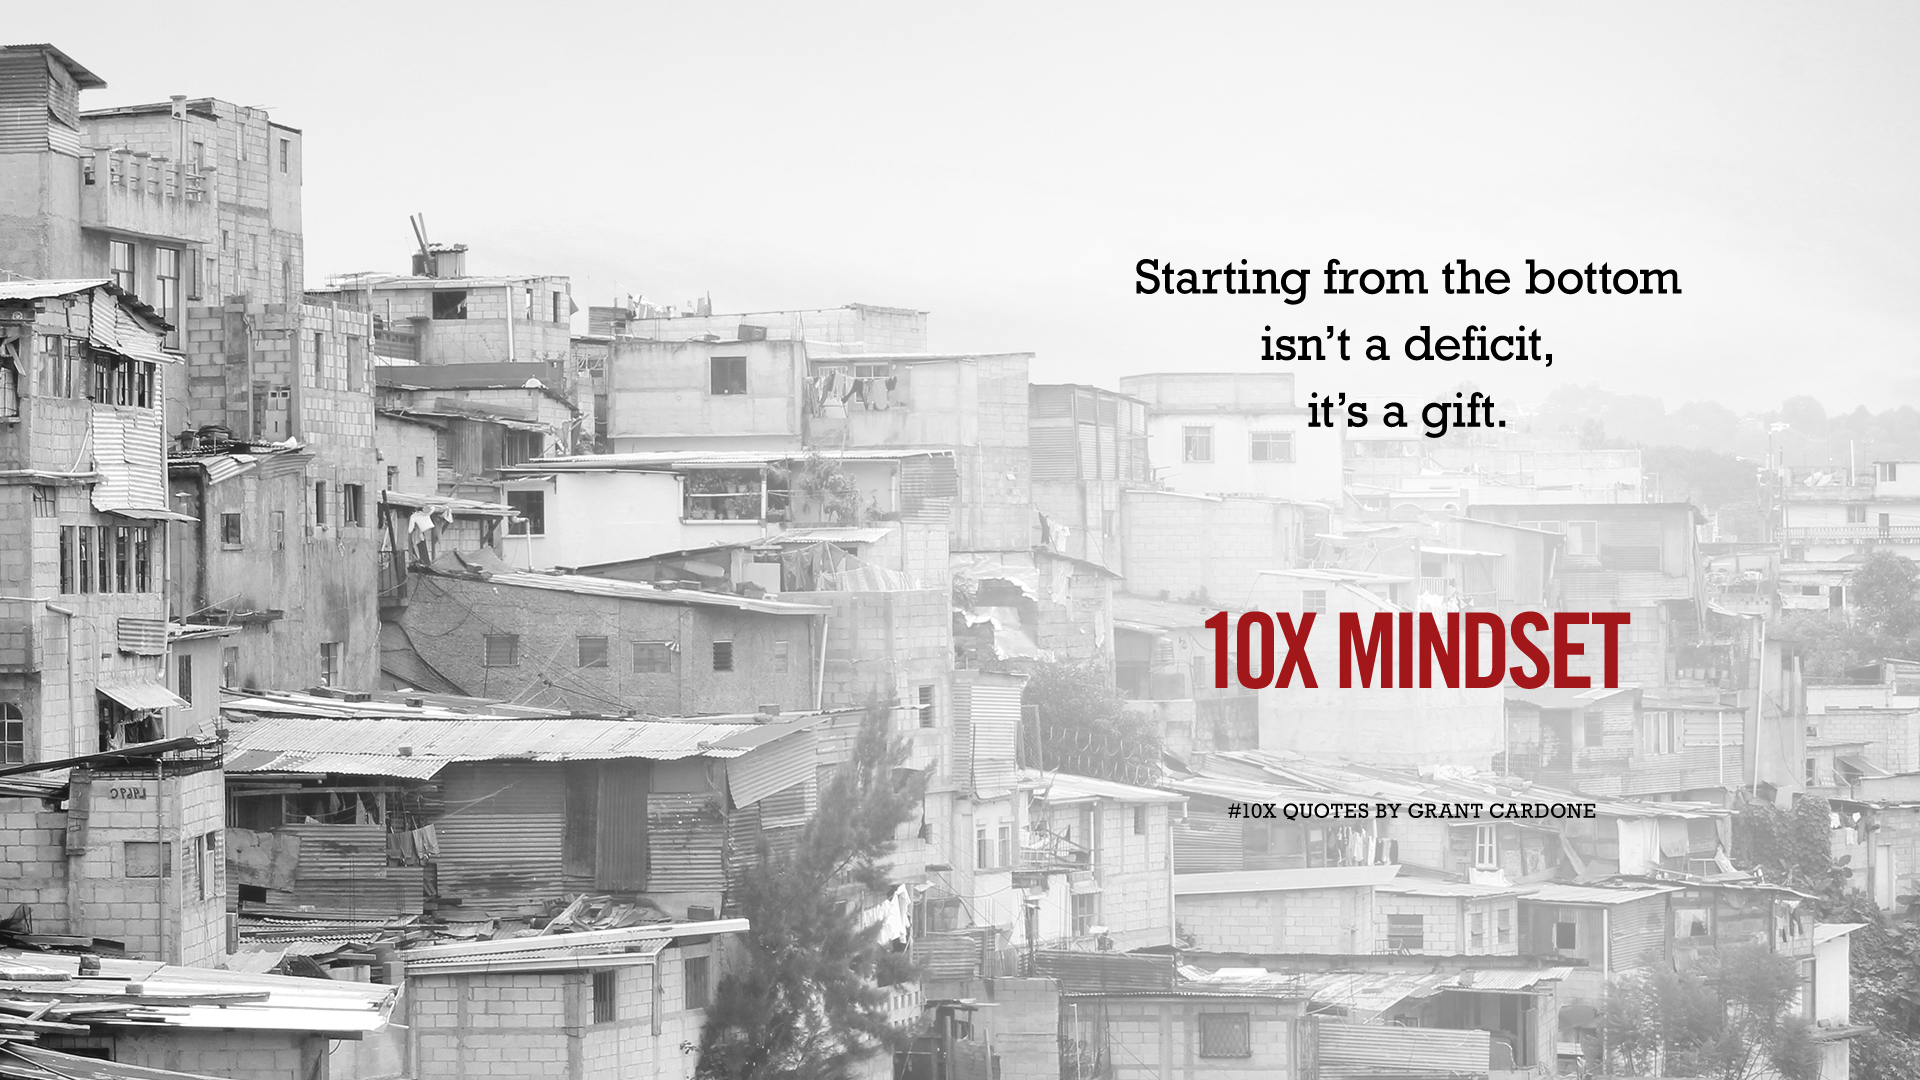 Starting from the bottom
isn’t a deficit,
it’s a gift.
10X MINDSET
#10X QUOTES BY GRANT CARDONE